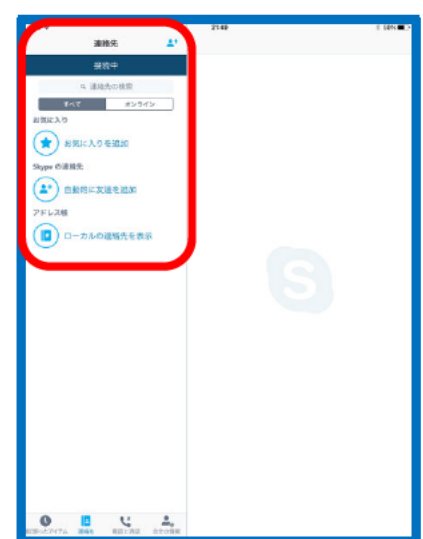 21:49
連絡先
接続中
連絡先の検索
すべて オンライン
お気に入り
お気に入りを追加
Skype の連絡先
自動的に友達を追加
アドレス帳
ローカルの連絡先を表示
連絡先